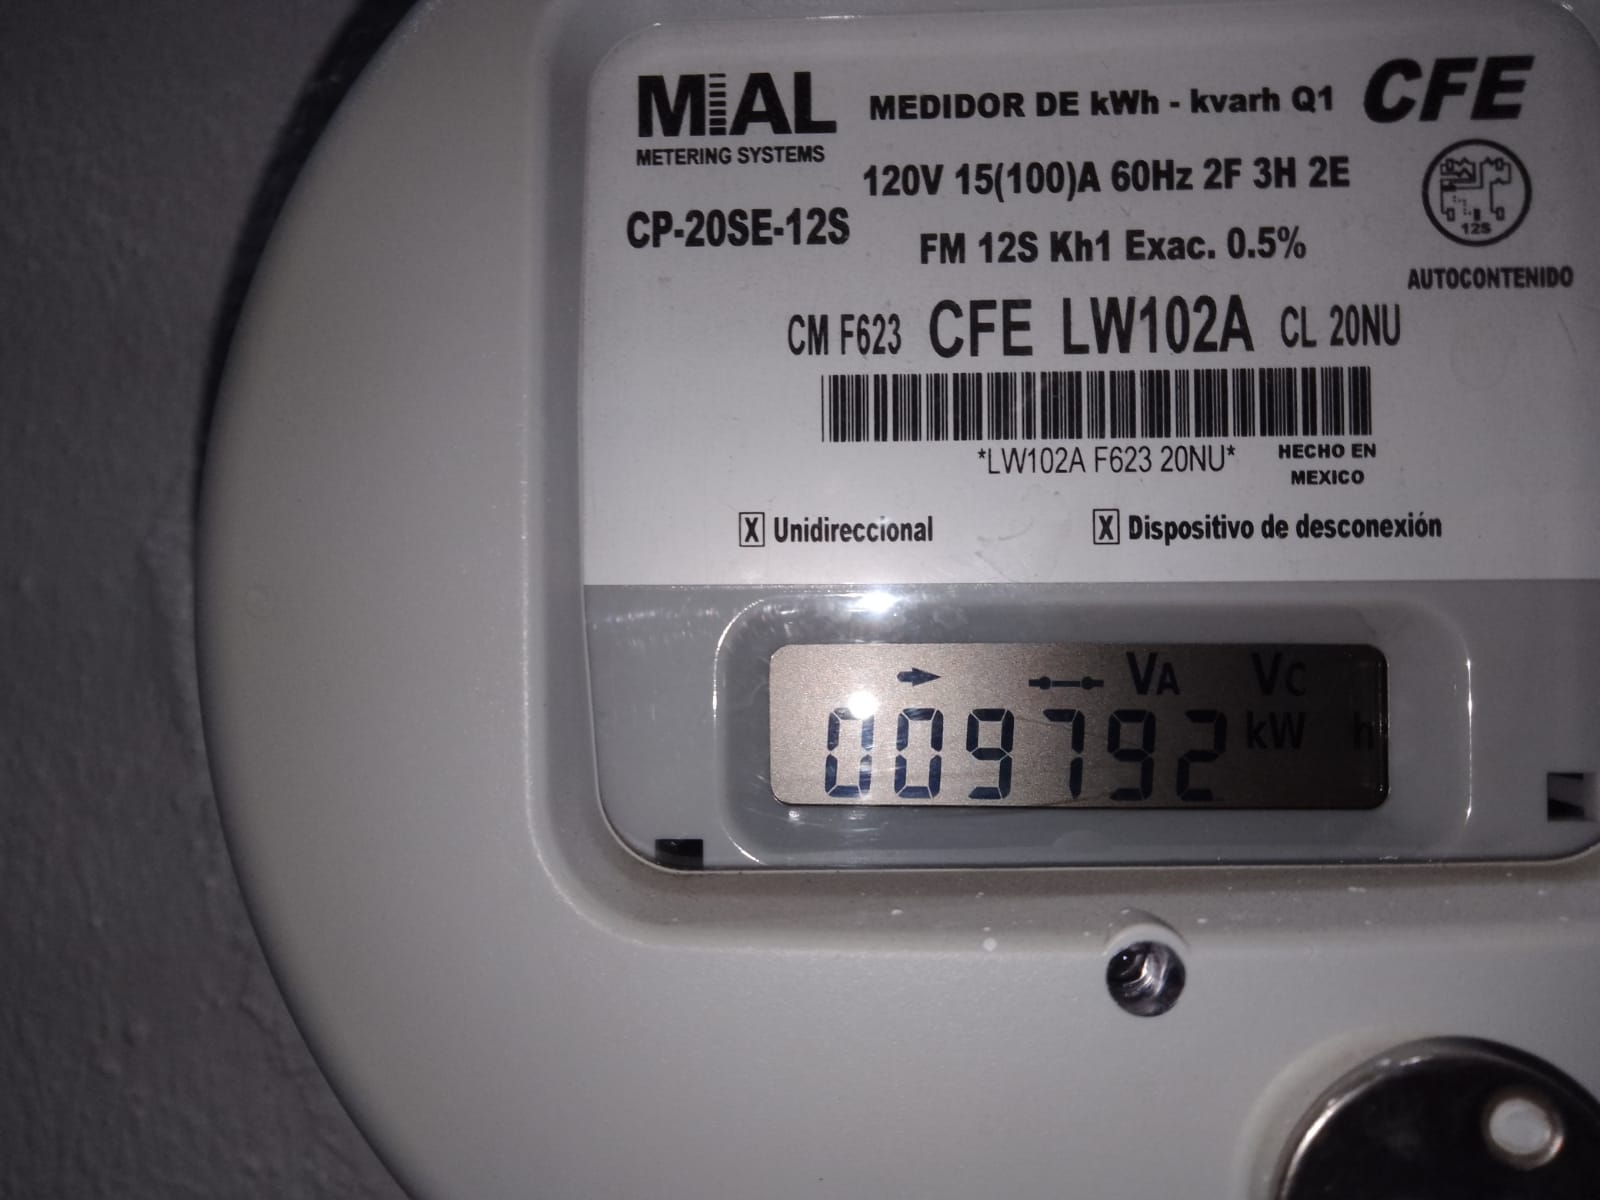 MIAL
METERING SYSTEMS
MEDIDOR DE kWh - kvarh Q1
CFE
120V 15(100)A 60Hz 2F 3H 2E
CP-20SE-12S
FM 12S Kh1 Exac. 0.5%
12S
AUTOCONTENIDO
CM F623 CFE LW102A CL 20NU
*LW102A F623 20NU*
HECHO EN
MEXICO
X Unidireccional
X Dispositivo de desconexión
VA VC
009792 kW h